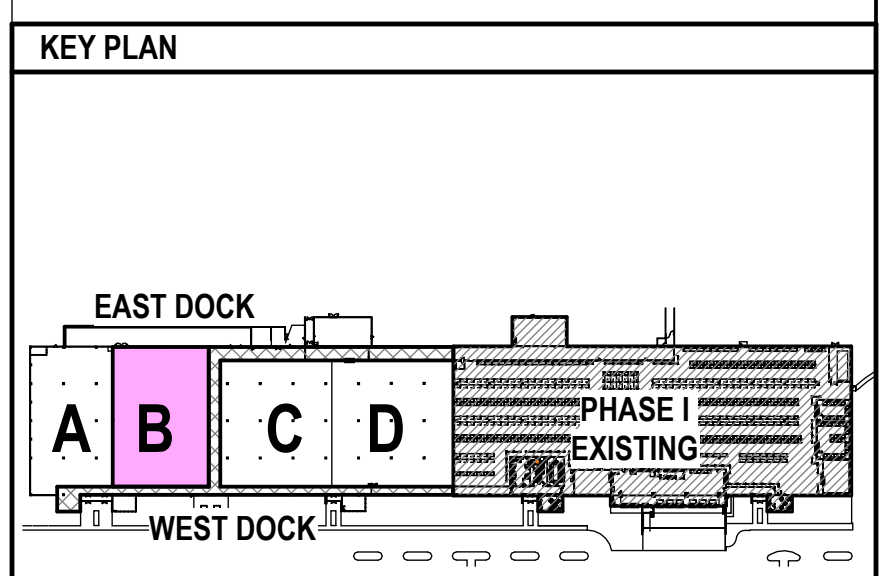 KEY PLAN
EAST DOCK
A B C D
PHASE I
EXISTING
WEST DOCK